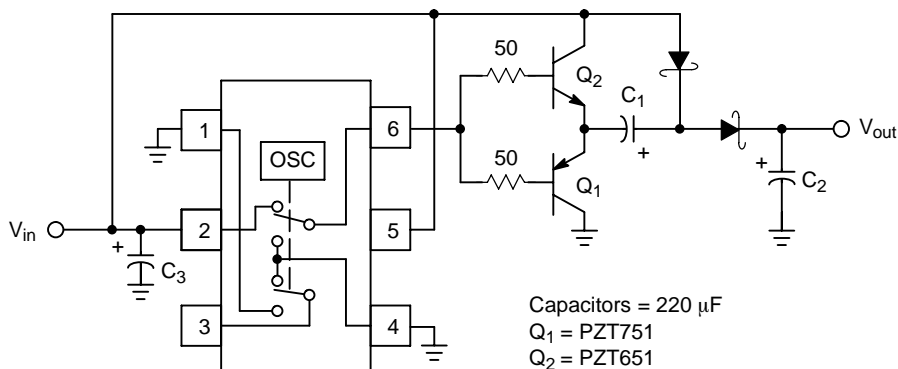 50
Q2
C1
+
1
6
OSC
50
Vout
+
C2
Q1
Vin
2
5
+
C3
3
4
Capacitors = 220 μF
Q1 = PZT751
Q2 = PZT651